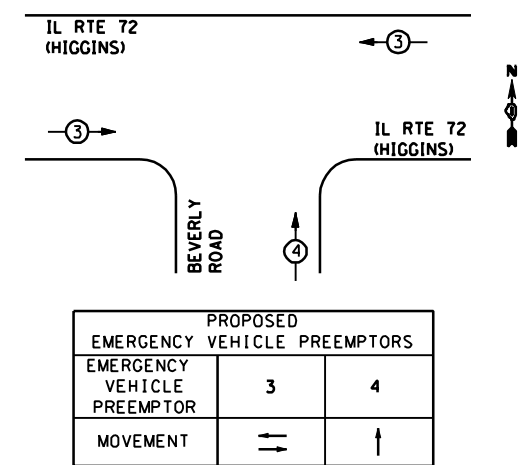 IL RTE 72
(HIGGINS)
3
N
3
IL RTE 72
(HIGGINS)
BEVERLY
ROAD
4
PROPOSED
EMERGENCY VEHICLE PREEMPTORS
EMERGENCY
VEHICLE
PREEMPTOR
3
4
MOVEMENT